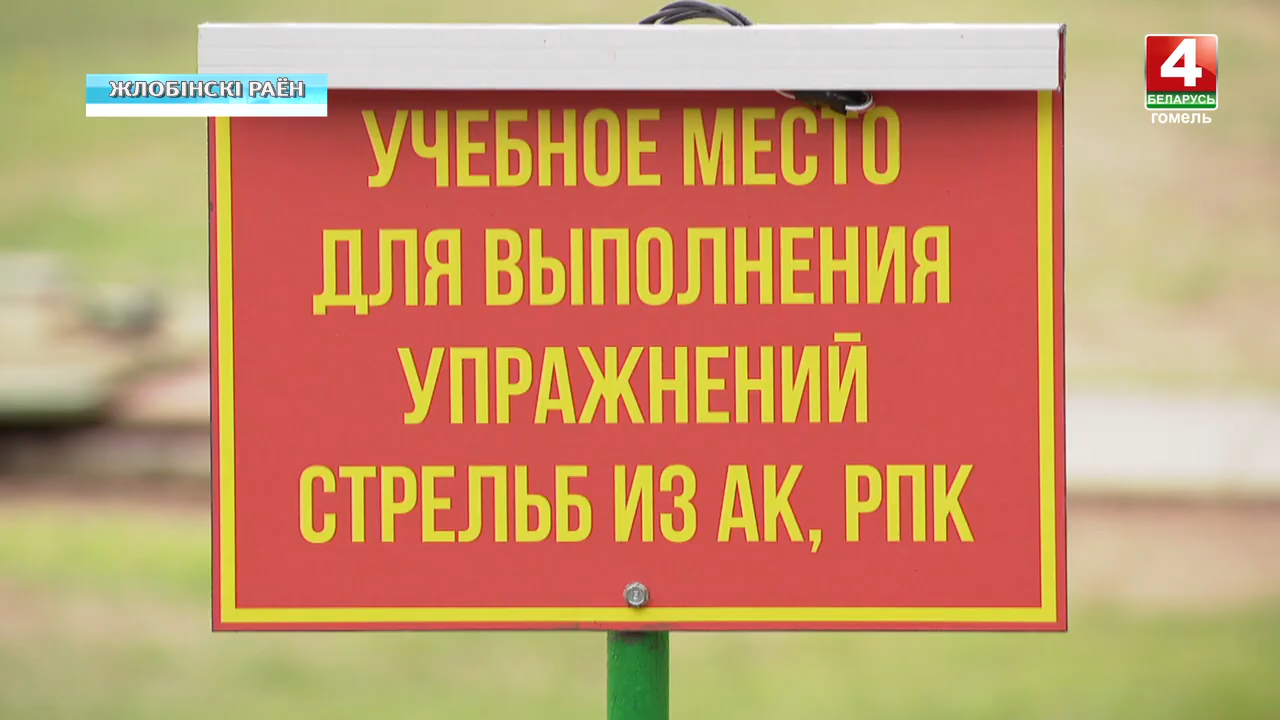 ЖЛОБІНСКІ РАЁН
4
БЕЛАРУСЬ
ГОМЕЛЬ
УЧЕБНОЕ МЕСТО
ДЛЯ ВЫПОЛНЕНИЯ
УПРАЖНЕНИЙ
СТРЕЛЬБ ИЗ АК, РПК